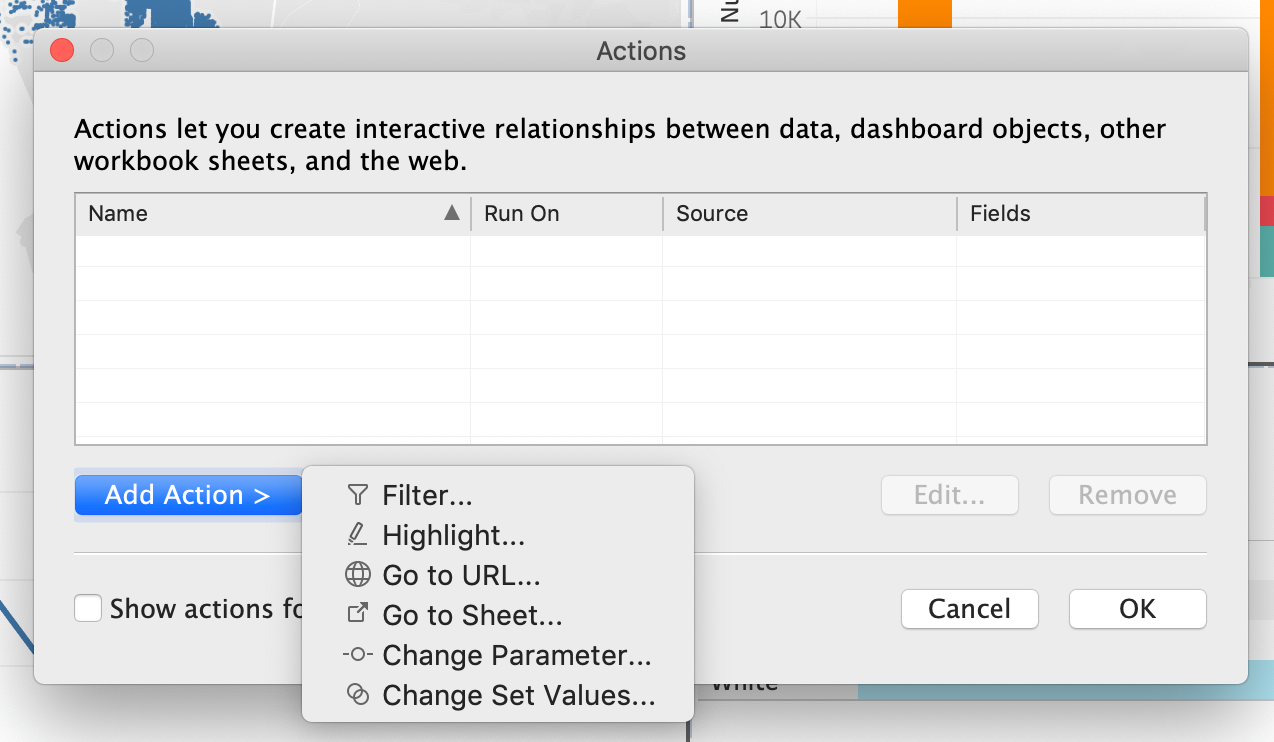 10K
Actions
Actions let you create interactive relationships between data, dashboard objects, other
workbook sheets, and the web.
Name ▲ Run On Source Fields
Add Action > Edit... Remove
Filter...
Highlight...
Go to URL...
Go to Sheet...
Change Parameter...
Change Set Values...
Show actions
Cancel OK
White